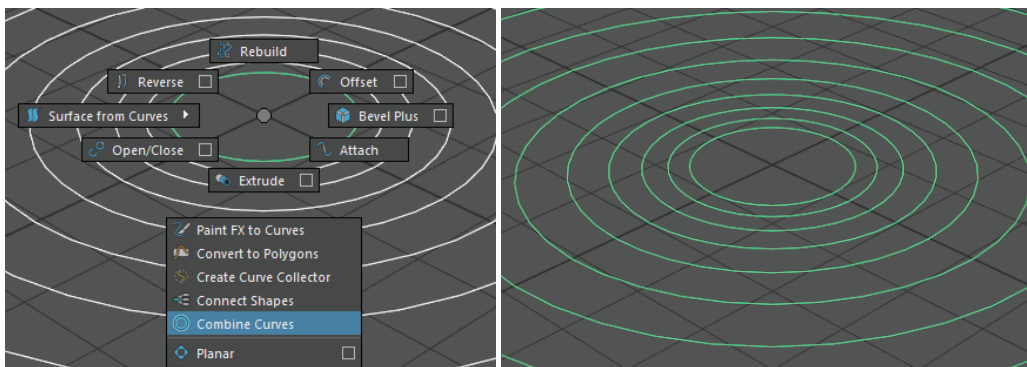 Rebuild
Reverse
Offset
Surface from Curves
Bevel Plus
Open/Close
Attach
Extrude
Paint FX to Curves
Convert to Polygons
Create Curve Collector
Connect Shapes
Combine Curves
Planar